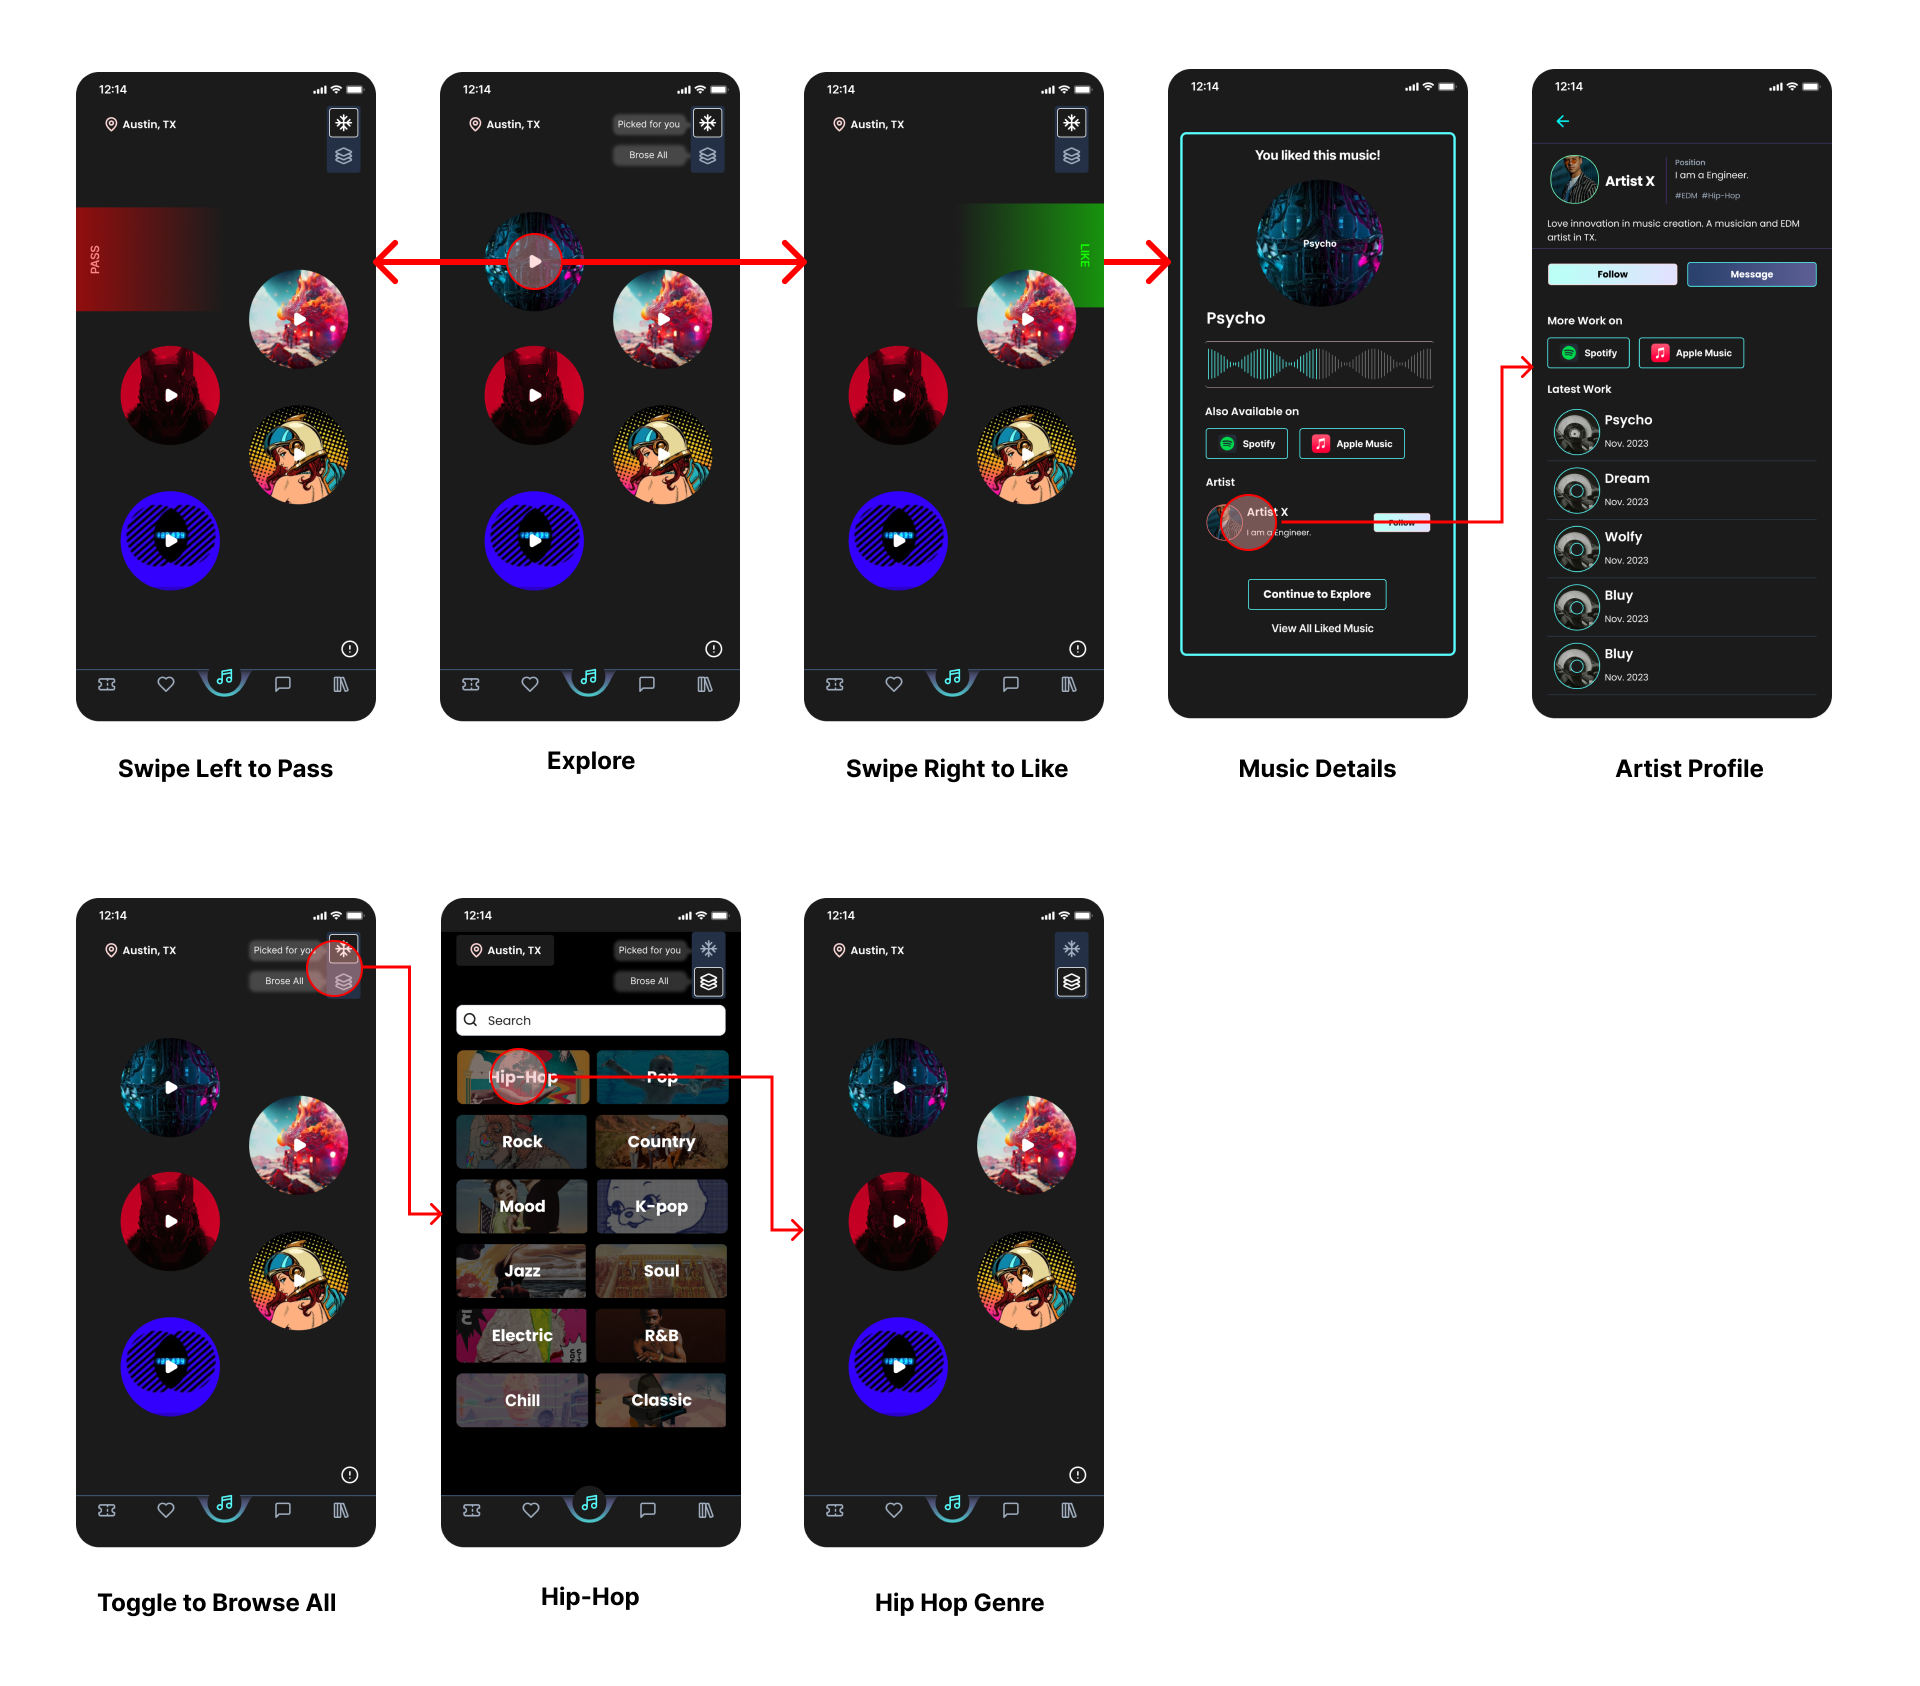 12:14
Austin, TX
PASS
Swipe Left to Pass
12:14
Austin, TX
Picked for you
Brose All
Explore
12:14
Austin, TX
LIKE
Swipe Right to Like
12:14
You liked this music!
Psycho
Psycho
Also Available on
Spotify
Apple Music
Artist
Artist X
I am a Engineer.
Follow
Continue to Explore
View All Liked Music
Music Details
12:14
Artist X
Position
I am a Engineer.
#EDM #Hip-Hop
Love innovation in music creation. A musician and EDM
artist in TX.
Follow
Message
More Work on
Spotify
Apple Music
Latest Work
Psycho
Nov. 2023
Dream
Nov. 2023
Wolfy
Nov. 2023
Bluy
Nov. 2023
Bluy
Nov. 2023
Artist Profile
12:14
Austin, TX
Picked for you
Brose All
Toggle to Browse All
12:14
Austin, TX
Picked for you
Brose All
Search
Hip-Hop
Pop
Rock
Country
Mood
K-pop
Jazz
Soul
Electric
R&B
Chill
Classic
Hip-Hop
12:14
Austin, TX
Hip Hop Genre